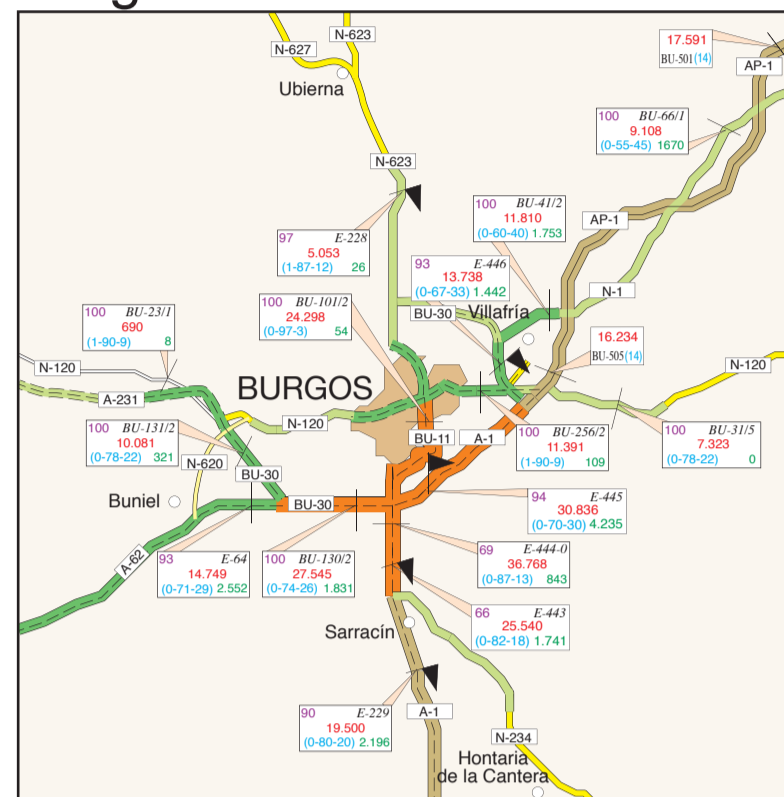 N-623
N-627
Ubierna
17.591
BU-501(14)
AP-1
100 BU-66/1
9.108
(0-55-45) 1670
N-623
100 BU-41/2
11.810
(0-60-40) 1.753
AP-1
97 E-228
5.053
(1-87-12) 26
93 E-446
13.738
(0-67-33) 1.442
N-1
100 BU-101/2
24.298
(0-97-3) 54
BU-30
Villafría
100 BU-23/1
690
(1-90-9) 8
16.234
BU-505(14)
N-120
N-120
A-231
BURGOS
N-120
100 BU-131/2
10.081
(0-78-22) 321
BU-11
A-1
100 BU-256/2
11.391
(1-90-9) 109
100 BU-31/5
7.323
(0-78-22) 0
N-620
BU-30
Buniel
BU-30
94 E-445
30.836
(0-70-30) 4.235
A-62
93 E-64
14.749
(0-71-29) 2.552
100 BU-130/2
27.545
(0-74-26) 1.831
69 E-444-0
36.768
(0-87-13) 843
66 E-443
25.540
(0-82-18) 1.741
Sarracín
90 E-229
19.500
(0-80-20) 2.196
A-1
N-234
Hontaria
de la Cantera